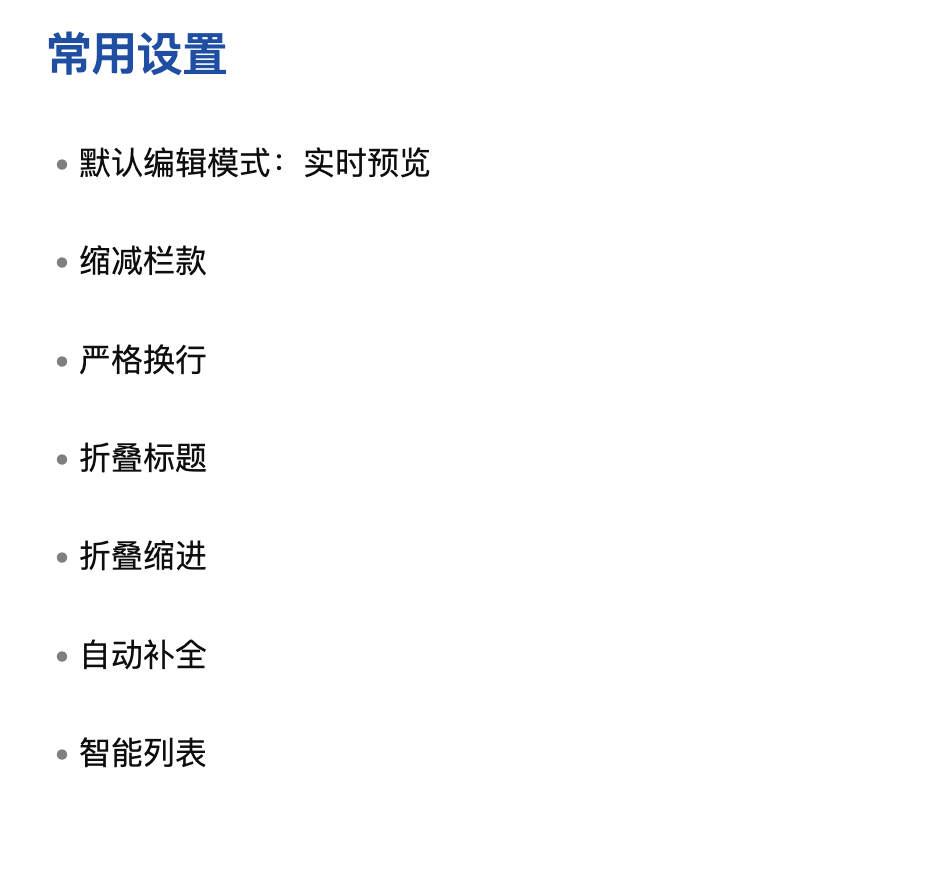 常用设置
默认编辑模式：实时预览
缩减栏款
严格换行
折叠标题
折叠缩进
自动补全
智能列表